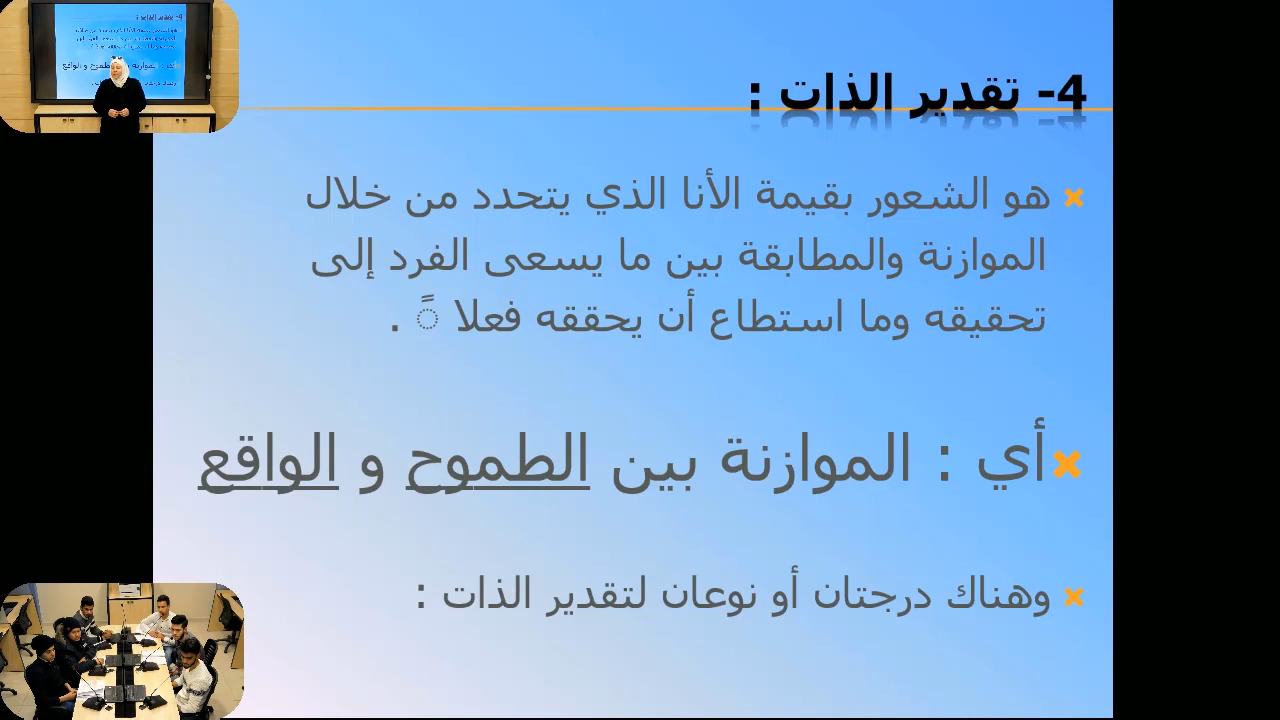 4- تقدير الذات :
هو الشعور بقيمة الأنا الذي يتحدد من خلال
الموازنة والمطابقة بين ما يسعى الفرد إلى
تحقيقه وما استطاع أن يحققه فعلا ً .
أي : الموازنة بين الطموح و الواقع
وهناك درجتان أو نوعان لتقدير الذات :